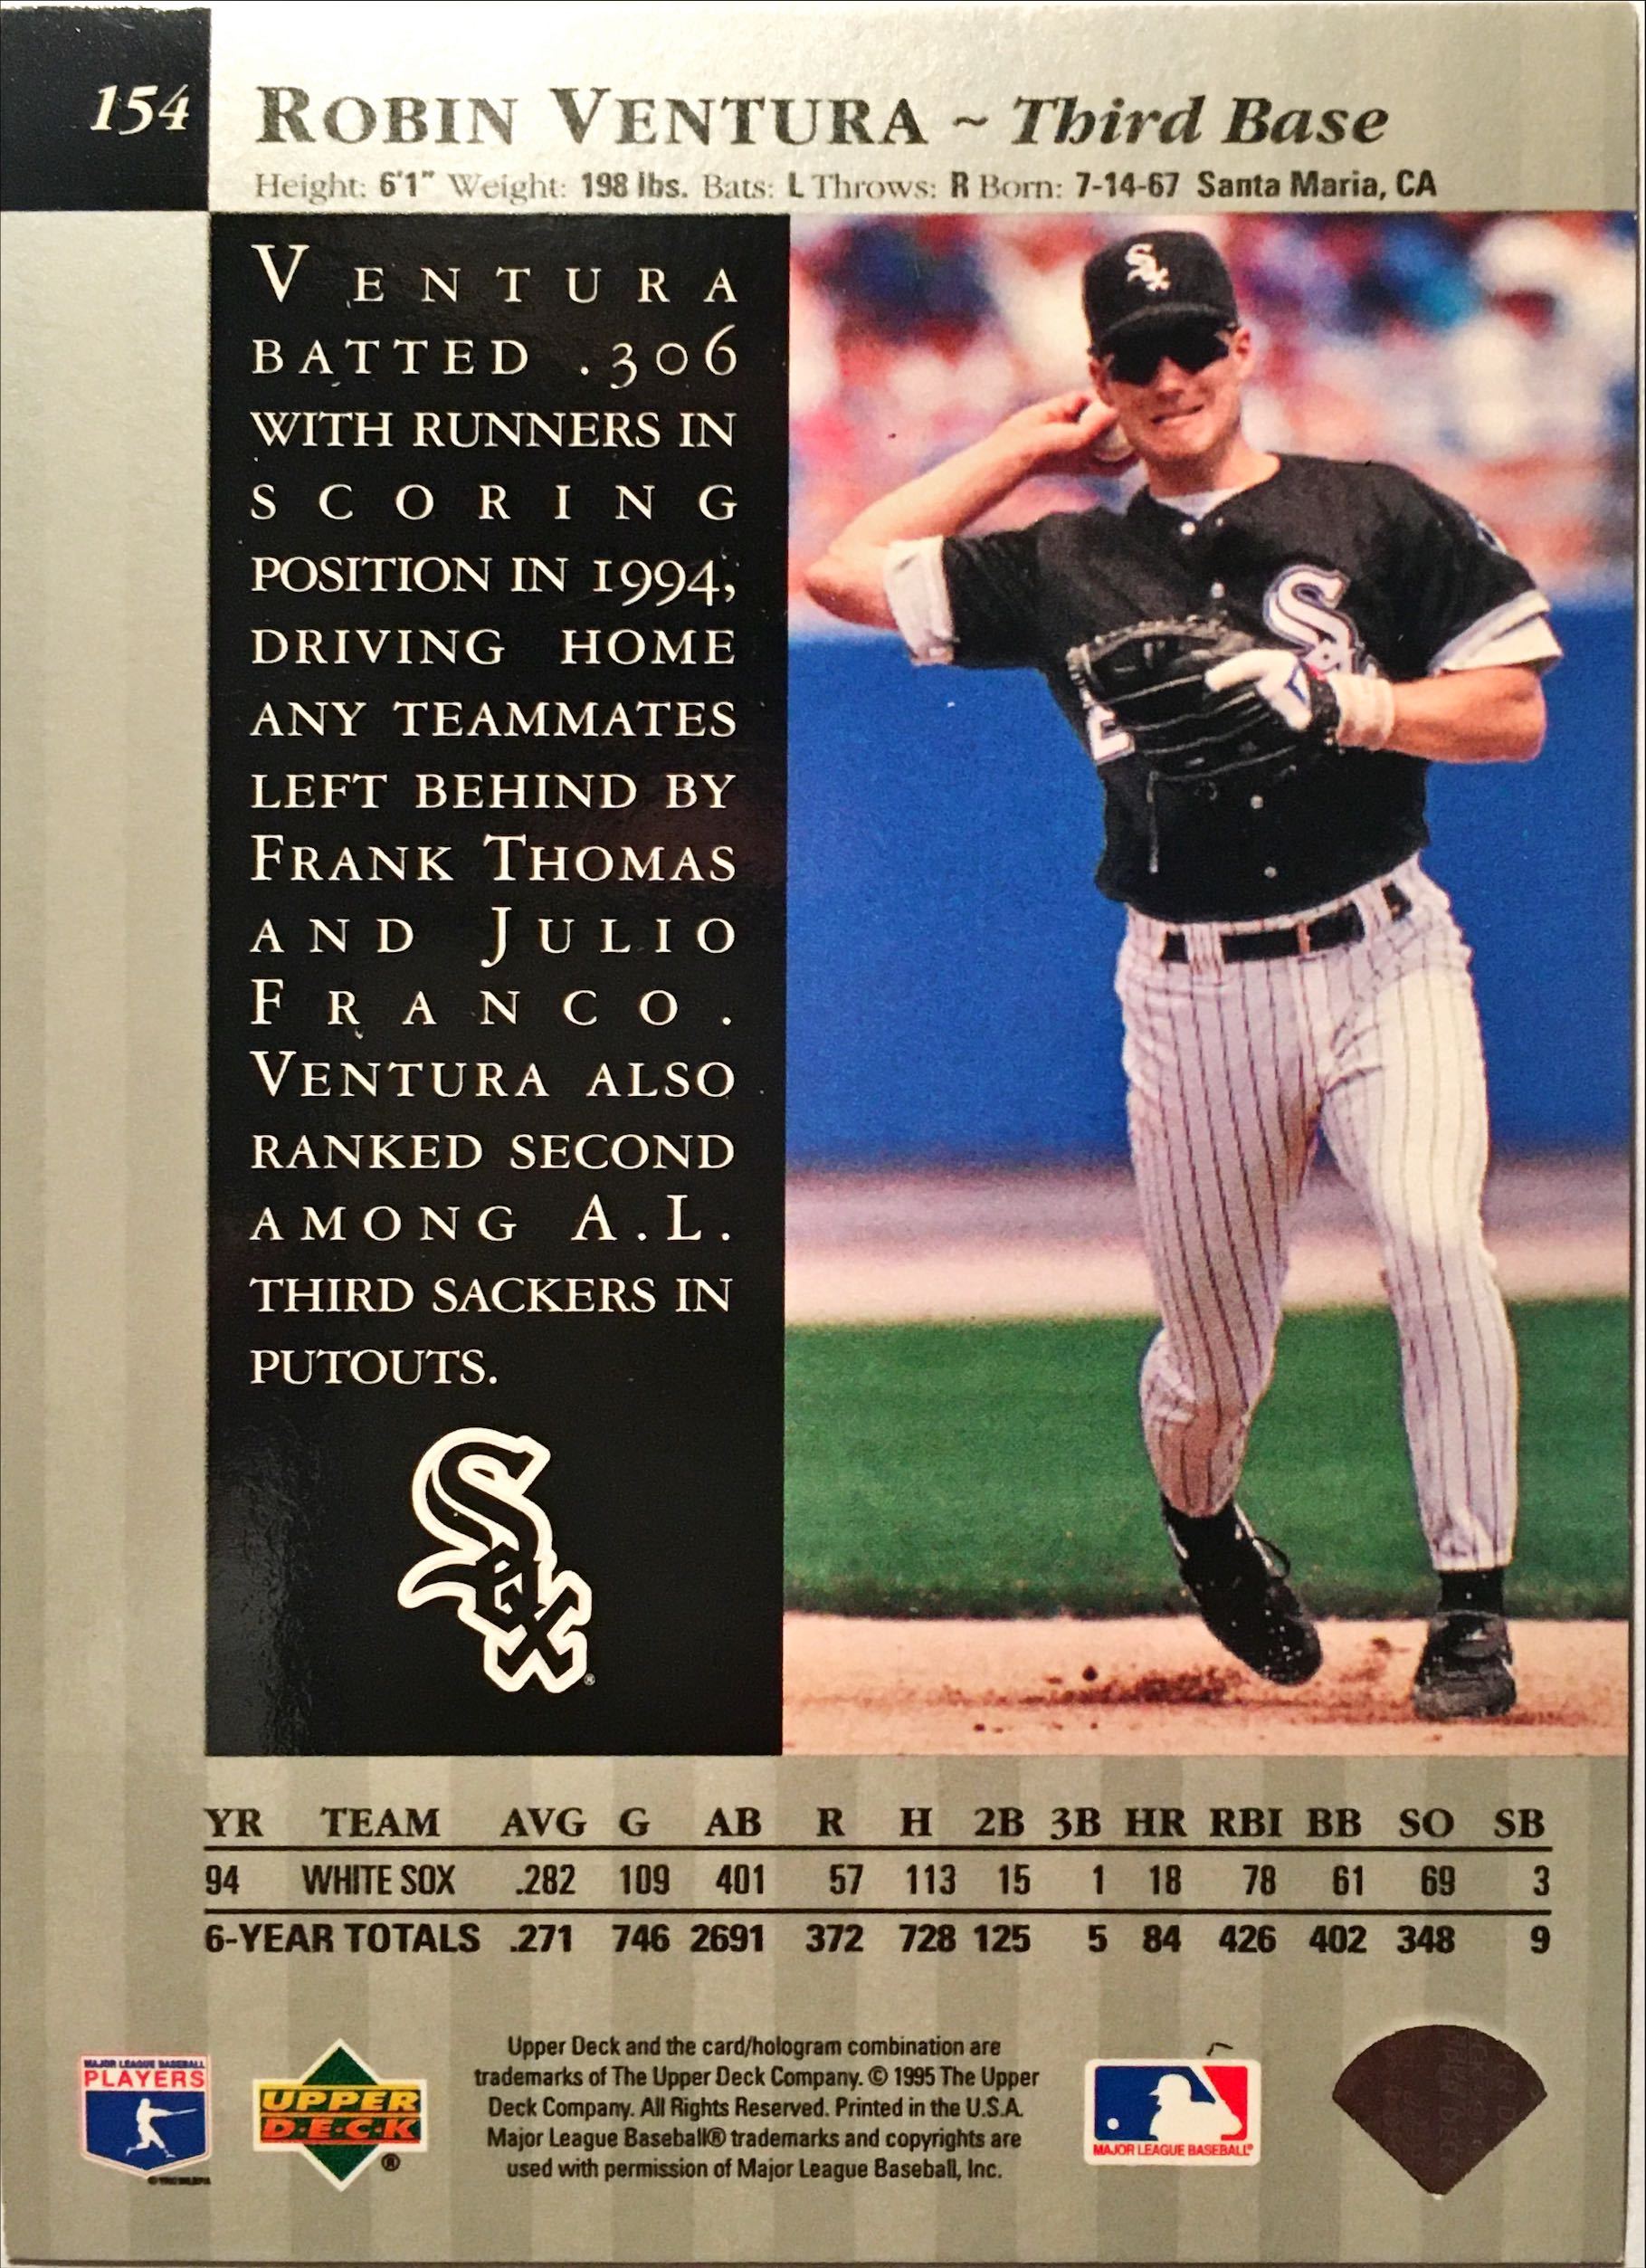 154
ROBIN VENTURA ~ Third Base
Height: 6'1" Weight: 198 lbs. Bats: L Throws: R Born: 7-14-67 Santa Maria, CA
VENTURA
BATTED .306
WITH RUNNERS IN
SCORING
POSITION IN 1994,
DRIVING HOME
ANY TEAMMATES
LEFT BEHIND BY
FRANK THOMAS
AND JULIO
FRANCO.
VENTURA ALSO
RANKED SECOND
AMONG A.L.
THIRD SACKERS IN
PUTOUTS.
Sox
Sox
Sox®
YR TEAM AVG G AB R H 2B 3B HR RBI BB SO SB
94 WHITE SOX .282 109 401 57 113 15 1 18 78 61 69 3
6-YEAR TOTALS .271 746 2691 372 728 125 5 84 426 402 348 9
MAJOR LEAGUE BASEBALL
PLAYERS
UPPER
D·E·C·K
®
Upper Deck and the card/hologram combination are
trademarks of The Upper Deck Company. © 1995 The Upper
Deck Company. All Rights Reserved. Printed in the U.S.A.
Major League Baseball® trademarks and copyrights are
used with permission of Major League Baseball, Inc.
MAJOR LEAGUE BASEBALL®